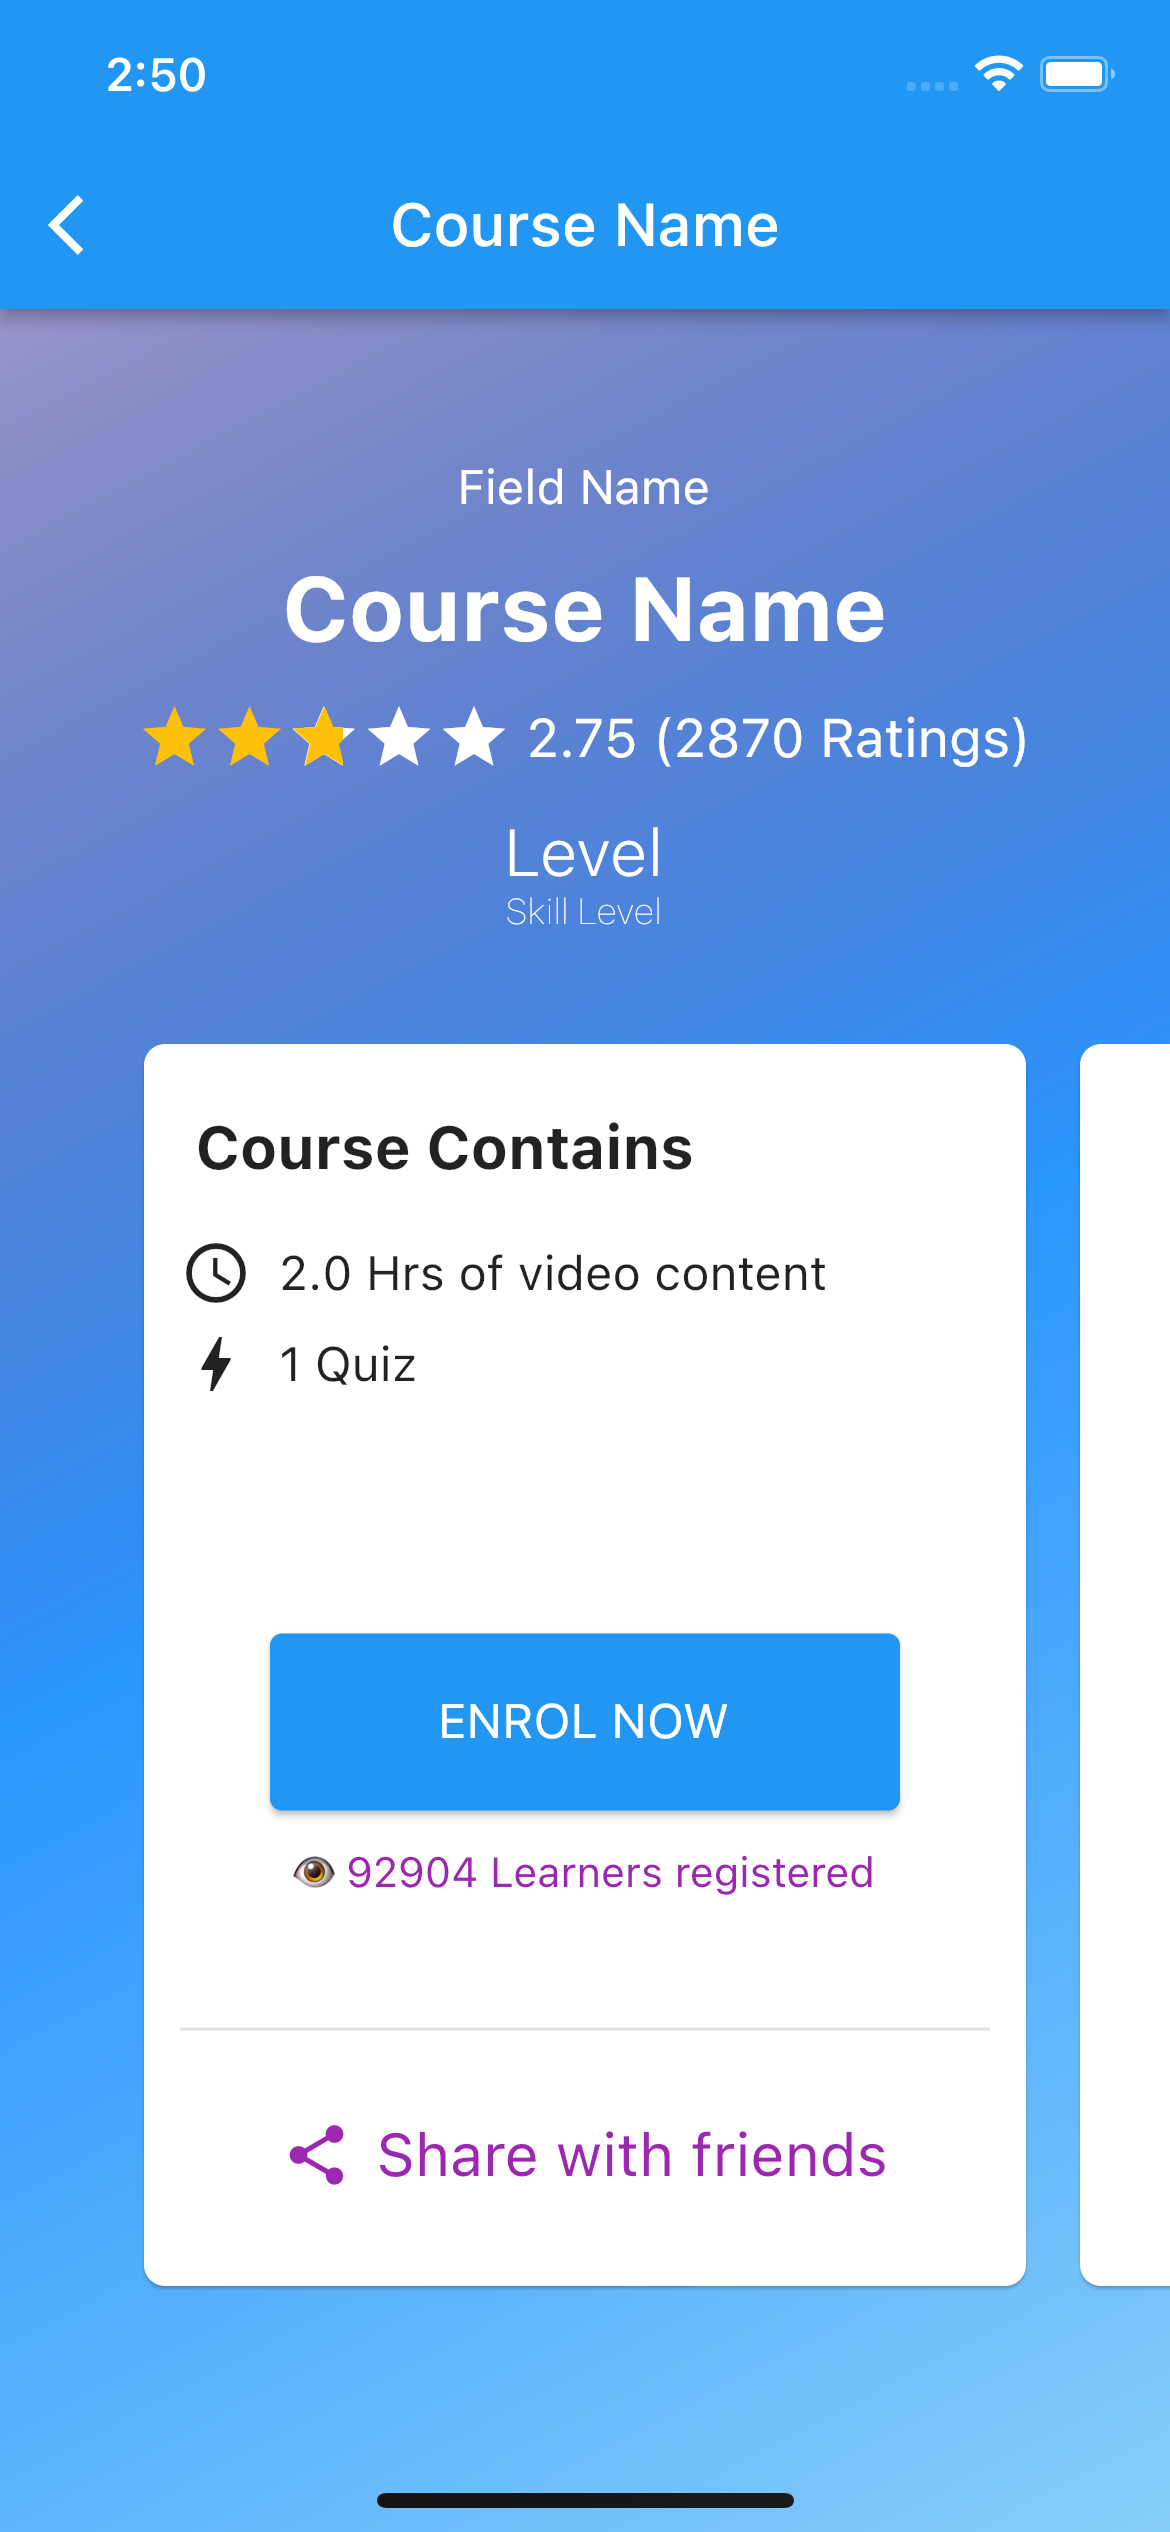 2:50
Course Name
Field Name
Course Name
2.75 (2870 Ratings)
Level
Skill Level
Course Contains
2.0 Hrs of video content
1 Quiz
ENROL NOW
92904 Learners registered
Share with friends